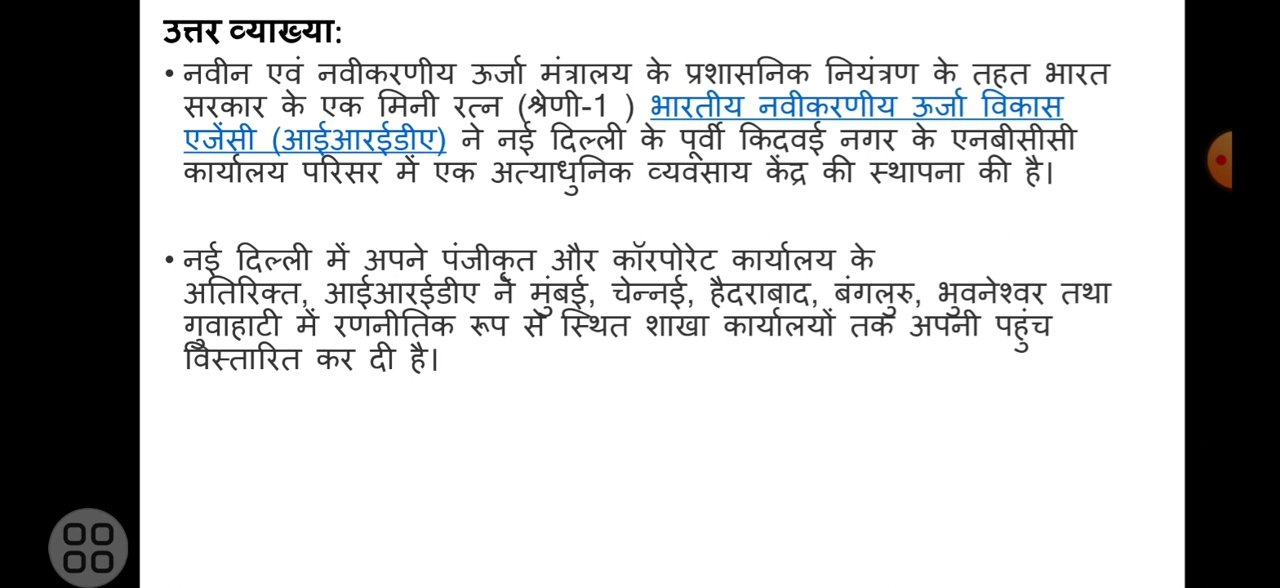 उत्तर व्याख्या:
• नवीन एवं नवीकरणीय ऊर्जा मंत्रालय के प्रशासनिक नियंत्रण के तहत भारत
सरकार के एक मिनी रत्न (श्रेणी-1 ) भारतीय नवीकरणीय ऊर्जा विकास
एजेंसी (आईआरईडीए) ने नई दिल्ली के पूर्वी किदवई नगर के एनबीसीसी
कार्यालय परिसर में एक अत्याधुनिक व्यवसाय केंद्र की स्थापना की है।
• नई दिल्ली में अपने पंजीकृत और कॉरपोरेट कार्यालय के
अतिरिक्त, आईआरईडीए ने मुंबई, चेन्नई, हैदराबाद, बंगलुरु, भुवनेश्वर तथा
गुवाहाटी में रणनीतिक रूप से स्थित शाखा कार्यालयों तक अपनी पहुंच
विस्तारित कर दी है।